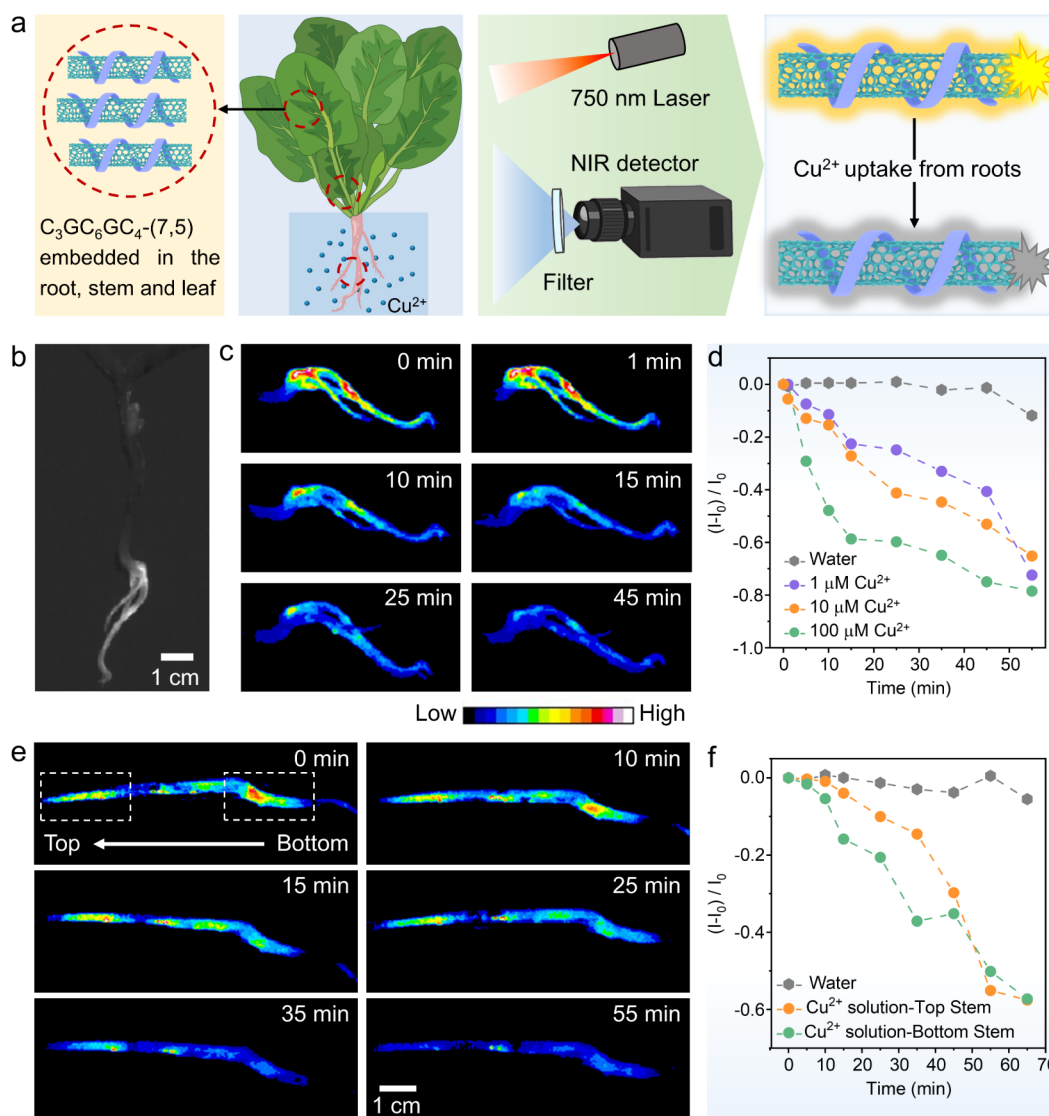 a
C₃GC₆GC₄-(7,5)
embedded in the
root, stem and leaf
Cu²⁺
750 nm Laser
NIR detector
Filter
Cu²⁺ uptake from roots
b
1 cm
c
0 min
1 min
10 min
15 min
25 min
45 min
Low
High
d
(I-I₀) / I₀
0.0
-0.2
-0.4
-0.6
-0.8
-1.0
Water
1 μM Cu²⁺
10 μM Cu²⁺
100 μM Cu²⁺
0 10 20 30 40 50
Time (min)
e
0 min
Top
Bottom
10 min
15 min
25 min
35 min
55 min
1 cm
f
(I-I₀) / I₀
0.0
-0.2
-0.4
-0.6
Water
Cu²⁺ solution-Top Stem
Cu²⁺ solution-Bottom Stem
0 10 20 30 40 50 60 70
Time (min)